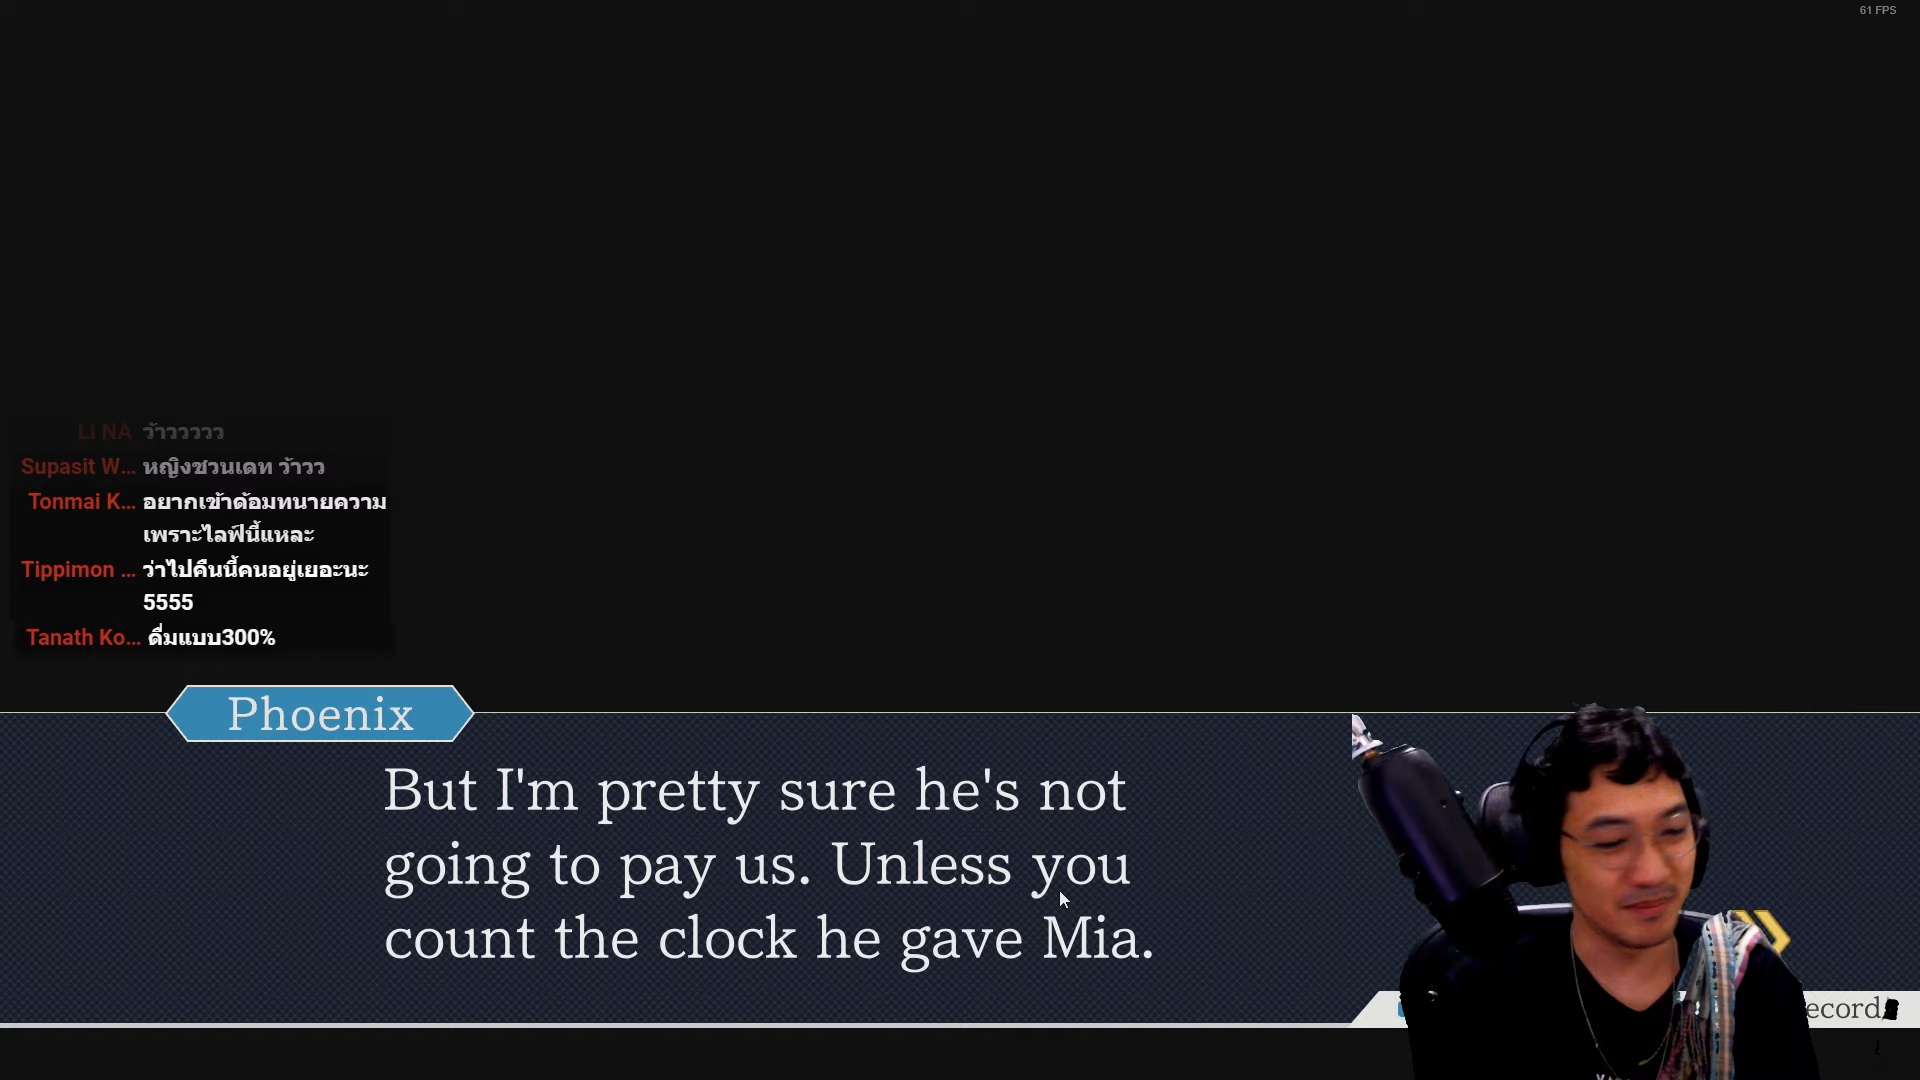 61 FPS
LI NA ว้าววววว
Supasit W... หญิงชวนเดท ว้าวว
Tonmai K... อยากเข้าด้อมทนายความ
เพราะไลฟ์นี้แหละ
Tippimon ... ว่าไปคืนนี้คนอยู่เยอะนะ
5555
Tanath Ko... ดื่มแบบ300%
Phoenix
But I'm pretty sure he's not
going to pay us. Unless you
count the clock he gave Mia.
ecord